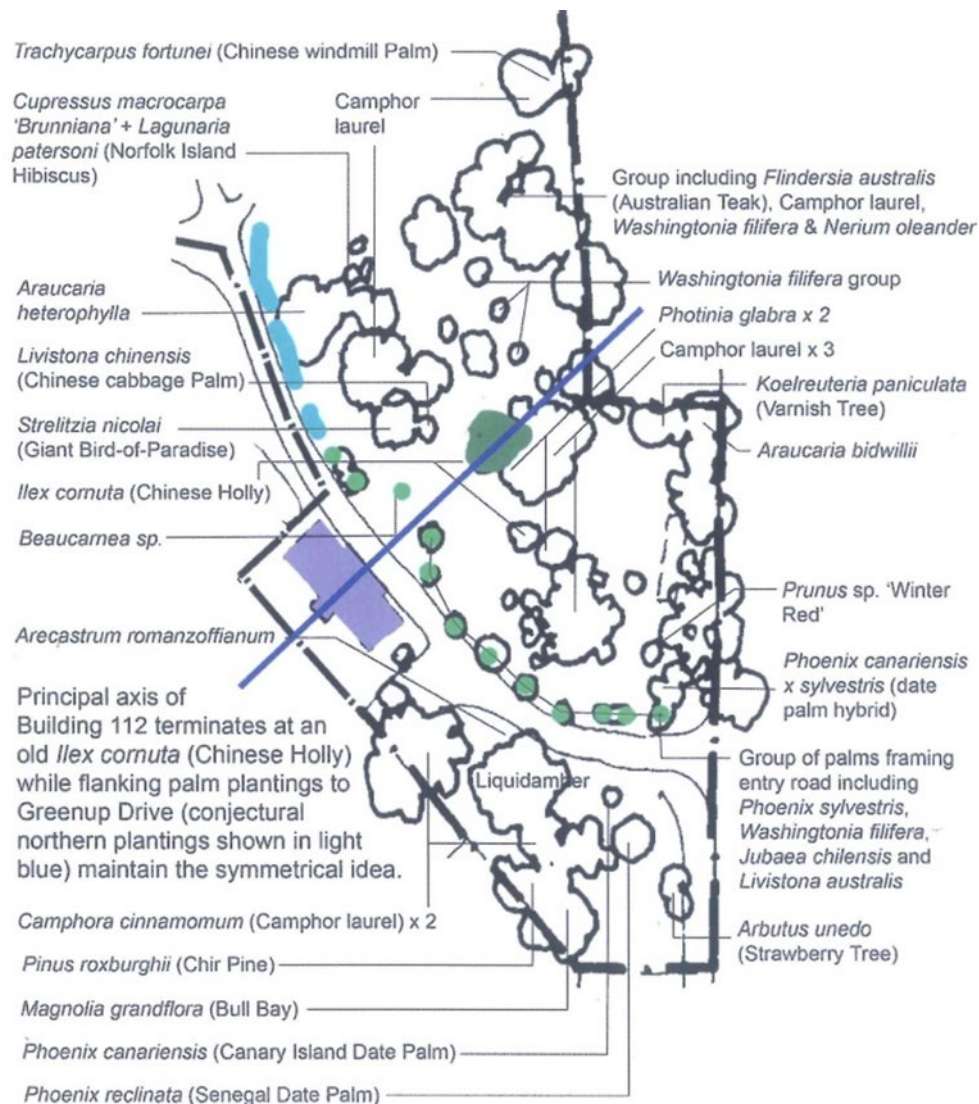 Trachycarpus fortunei (Chinese windmill Palm)
Cupressus macrocarpa
'Brunniana' + Lagunaria
patersoni (Norfolk Island
Hibiscus)
Camphor
laurel
Group including Flindersia australis
(Australian Teak), Camphor laurel,
Washingtonia filifera & Nerium oleander
Araucaria
heterophylla
Washingtonia filifera group
Photinia glabra x 2
Livistona chinensis
(Chinese cabbage Palm)
Camphor laurel x 3
Koelreuteria paniculata
(Varnish Tree)
Strelitzia nicolai
(Giant Bird-of-Paradise)
Araucaria bidwillii
Ilex cornuta (Chinese Holly)
Beaucarnea sp.
Prunus sp. 'Winter
Red'
Arecastrum romanzoffianum
Phoenix canariensis
x sylvestris (date
palm hybrid)
Principal axis of
Building 112 terminates at an
old Ilex cornuta (Chinese Holly)
while flanking palm plantings to
Greenup Drive (conjectural
northern plantings shown in light
blue) maintain the symmetrical idea.
Liquidamber
Group of palms framing
entry road including
Phoenix sylvestris,
Washingtonia filifera,
Jubaea chilensis and
Livistona australis
Camphora cinnamomum (Camphor laurel) x 2
Arbutus unedo
(Strawberry Tree)
Pinus roxburghii (Chir Pine)
Magnolia grandflora (Bull Bay)
Phoenix canariensis (Canary Island Date Palm)
Phoenix reclinata (Senegal Date Palm)